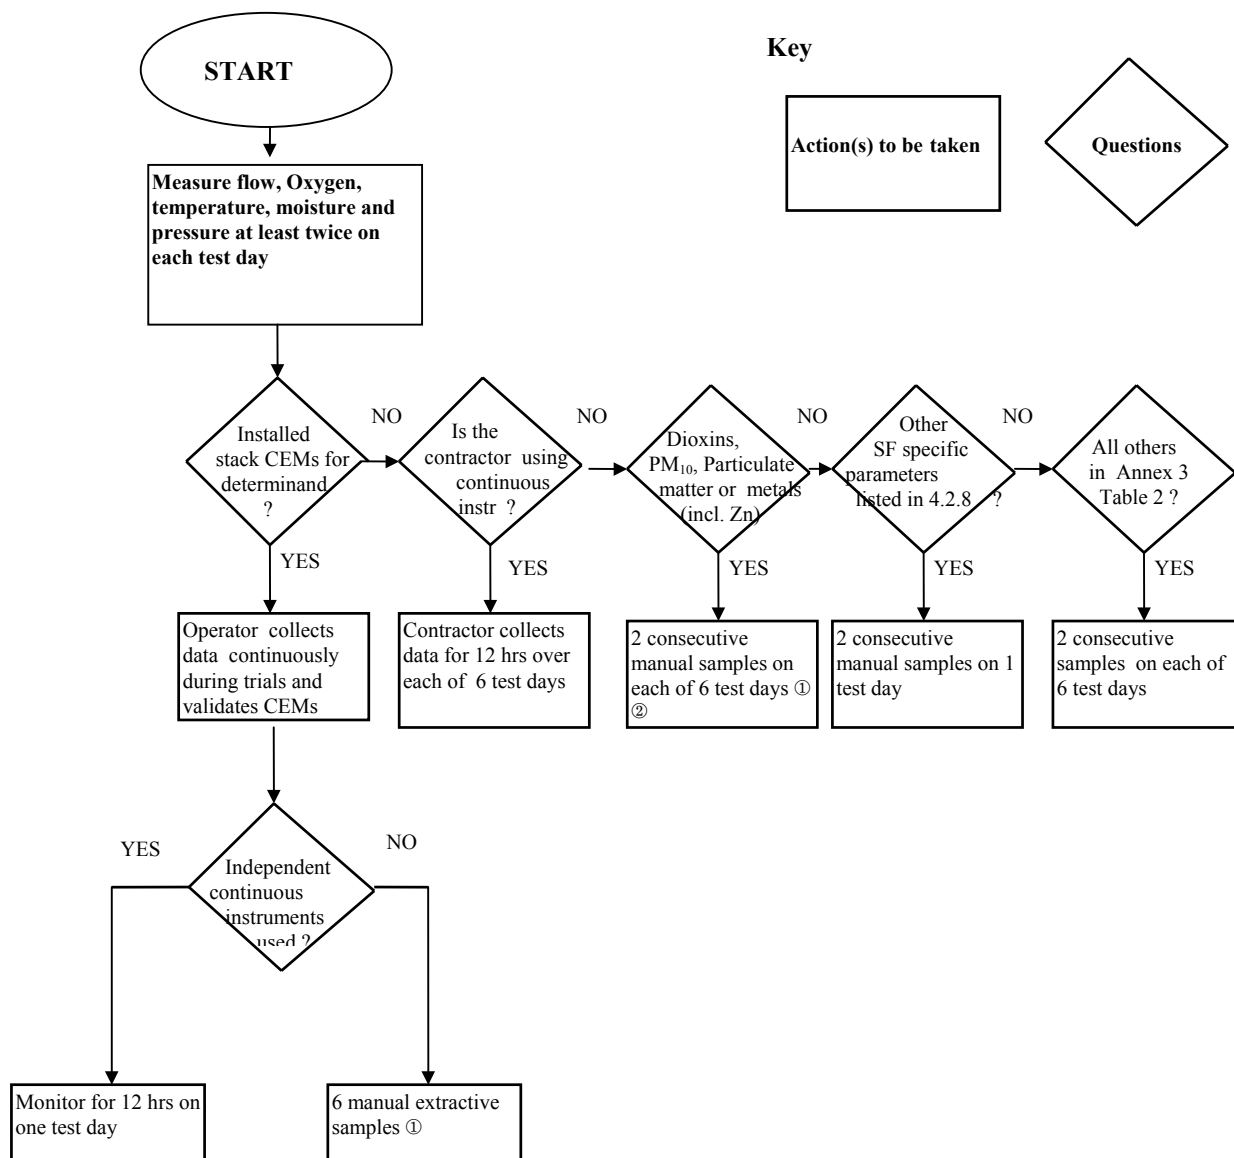 START
Key
Action(s) to be taken
Questions
Measure flow, Oxygen,
temperature, moisture and
pressure at least twice on
each test day
Installed
stack CEMs for
determinand
?
NO
YES
Is the
contractor using
continuous
instr ?
NO
YES
Dioxins,
PM₁₀, Particulate
matter or metals
(incl. Zn)
NO
YES
Other
SF specific
parameters
listed in 4.2.8 ?
NO
YES
All others
in Annex 3
Table 2 ?
YES
Operator collects
data continuously
during trials and
validates CEMs
Contractor collects
data for 12 hrs over
each of 6 test days
2 consecutive
manual samples on
each of 6 test days ①
②
2 consecutive
manual samples on 1
test day
2 consecutive
samples on each of
6 test days
YES
Independent
continuous
instruments
used ?
NO
Monitor for 12 hrs on
one test day
6 manual extractive
samples ①